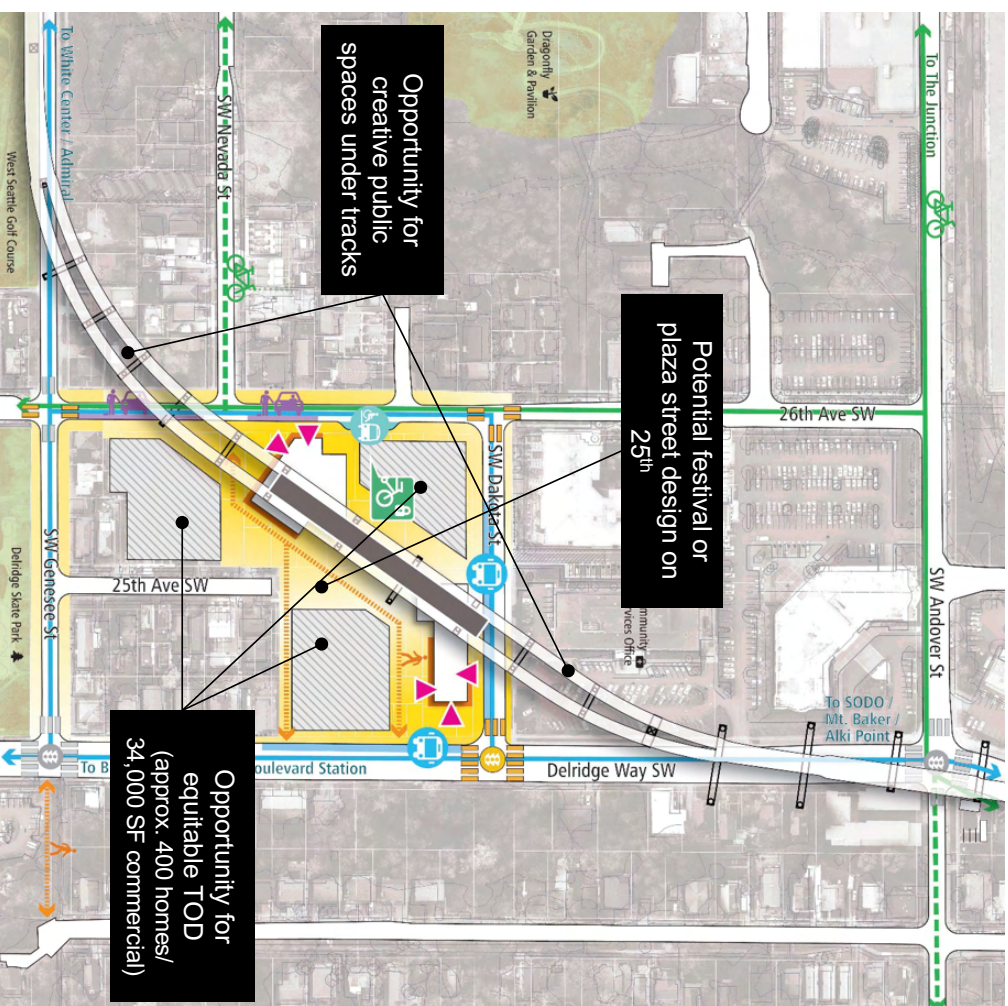 Opportunity for
creative public
spaces under tracks
Potential festival or
plaza street design on
25th
Opportunity for
equitable TOD
(approx. 400 homes/
34,000 SF commercial)
To The Junction
Dragonfly
Garden & Pavilion
To White Center / Admiral
SW Nevada St
West Seattle Golf Course
26th Ave SW
SW Dakota St
SW Andover St
25th Ave SW
SW Genesee St
Delridge Skate Park
Services Office
To SODO /
Mt. Baker /
Alki Point
Delridge Way SW
To B
oulevard Station